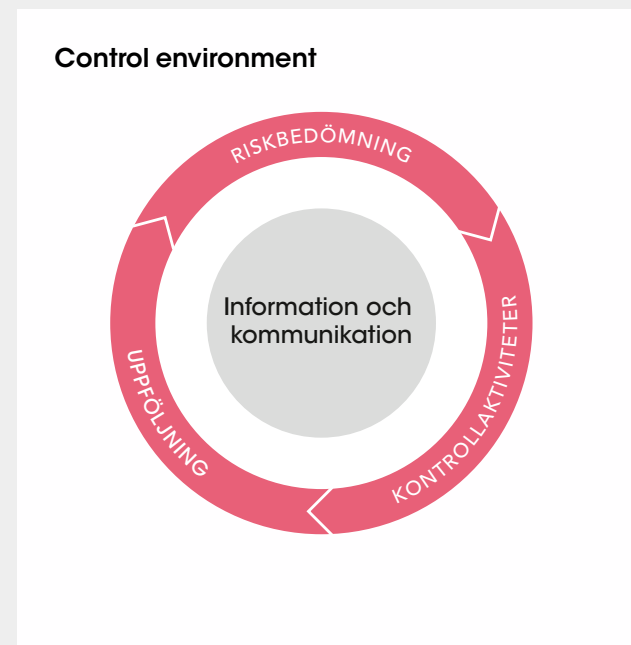 Control environment
RISKBEDÖMNING
Information och
kommunikation
KONTROLLAKTIVITETER
UPPFÖLJNING